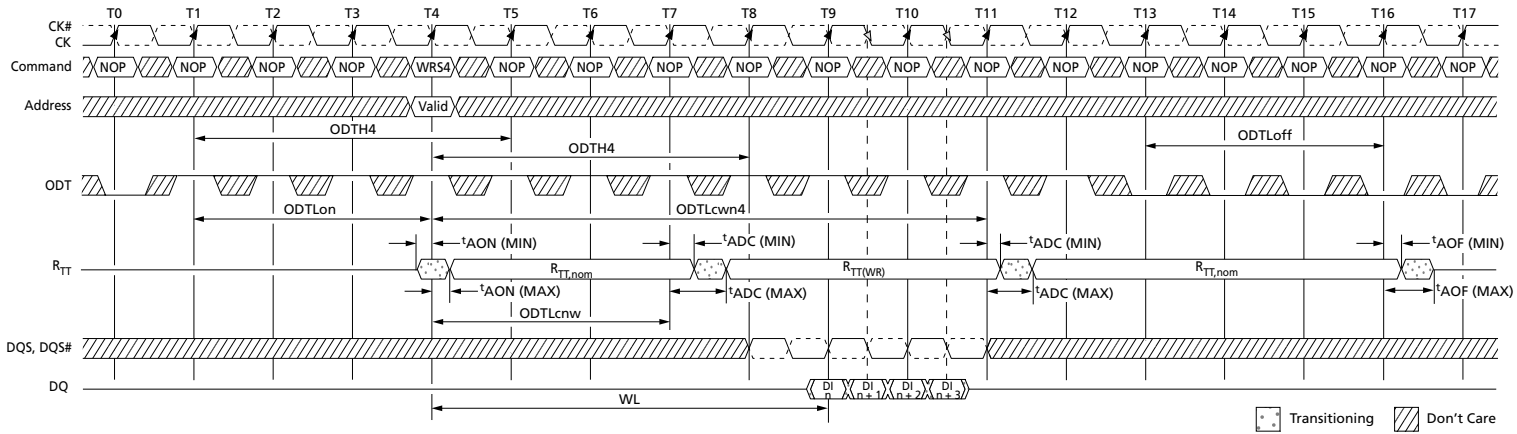 T0 T1 T2 T3 T4 T5 T6 T7 T8 T9 T10 T11 T12 T13 T14 T15 T16 T17
CK#
CK
Command NOP NOP NOP NOP WRS4 NOP NOP NOP NOP NOP NOP NOP NOP NOP NOP NOP NOP NOP
Address Valid
ODTH4 ODTLoff
ODTH4
ODT
ODTLon ODTLcwn4
tAON (MIN) tADC (MIN) tADC (MIN) tAOF (MIN)
RTT RTT,nom RTT(WR) RTT,nom
tAON (MAX) tADC (MAX) tADC (MAX) tAOF (MAX)
ODTLcnw
DQS, DQS#
DQ DI n DI n + 1 DI n + 2 DI n + 3
WL
Transitioning Don't Care